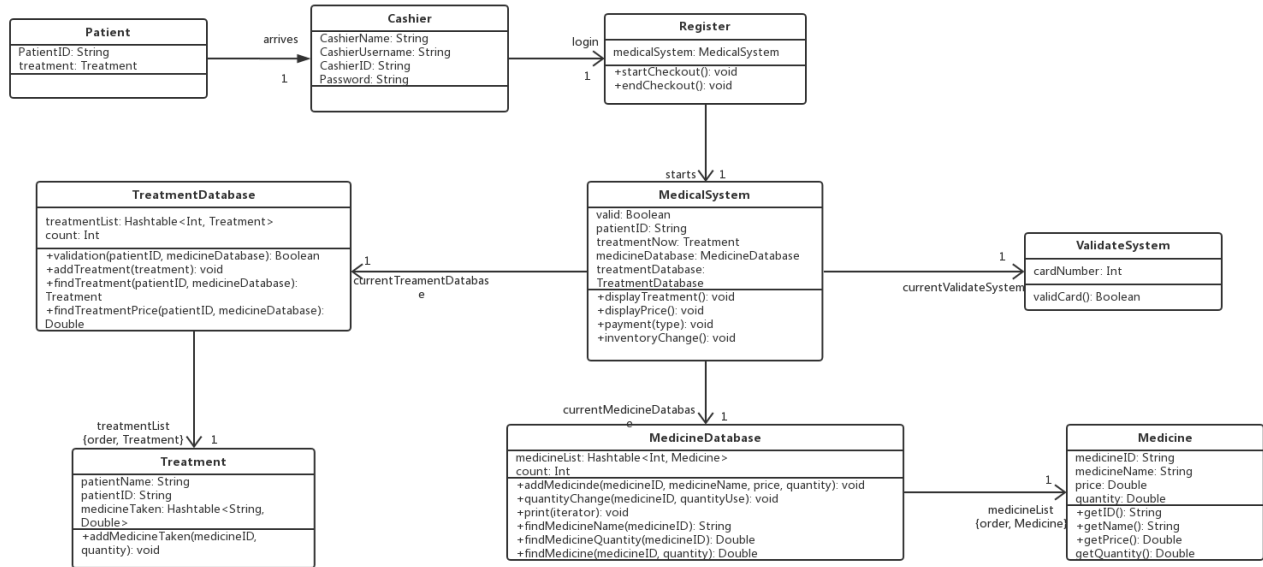 Patient
PatientID: String
treatment: Treatment
arrives
1
Cashier
CashierName: String
CashierUsername: String
CashierID: String
Password: String
login
1
Register
medicalSystem: MedicalSystem
+startCheckout(): void
+endCheckout(): void
starts
1
TreatmentDatabase
treatmentList: Hashtable<Int, Treatment>
count: Int
+validation(patientID, medicineDatabase): Boolean
+addTreatment(treatment): void
+findTreatment(patientID, medicineDatabase):
Treatment
+findTreatmentPrice(patientID, medicineDatabase):
Double
1
currentTreamentDatabas
e
MedicalSystem
valid: Boolean
patientID: String
treatmentNow: Treatment
medicineDatabase: MedicineDatabase
treatmentDatabase:
TreatmentDatabase
+displayTreatment(): void
+displayPrice(): void
+payment(type): void
+inventoryChange(): void
1
currentValidateSystem
ValidateSystem
cardNumber: Int
validCard(): Boolean
treatmentList
{order, Treatment}
1
Treatment
patientName: String
patientID: String
medicineTaken: Hashtable<String,
Double>
+addMedicineTaken(medicineID,
quantity): void
currentMedicineDatabas
e
1
MedicineDatabase
medicineList: Hashtable<Int, Medicine>
count: Int
+addMedicinde(medicineID, medicineName, price, quantity): void
+quantityChange(medicineID, quantityUse): void
+print(iterator): void
+findMedicineName(medicineID): String
+findMedicineQuantity(medicineID): Double
+findMedicine(medicineID, quantity): Double
1
medicineList
{order, Medicine}
Medicine
medicineID: String
medicineName: String
price: Double
quantity: Double
+getID(): String
+getName(): String
+getPrice(): Double
getQuantity(): Double